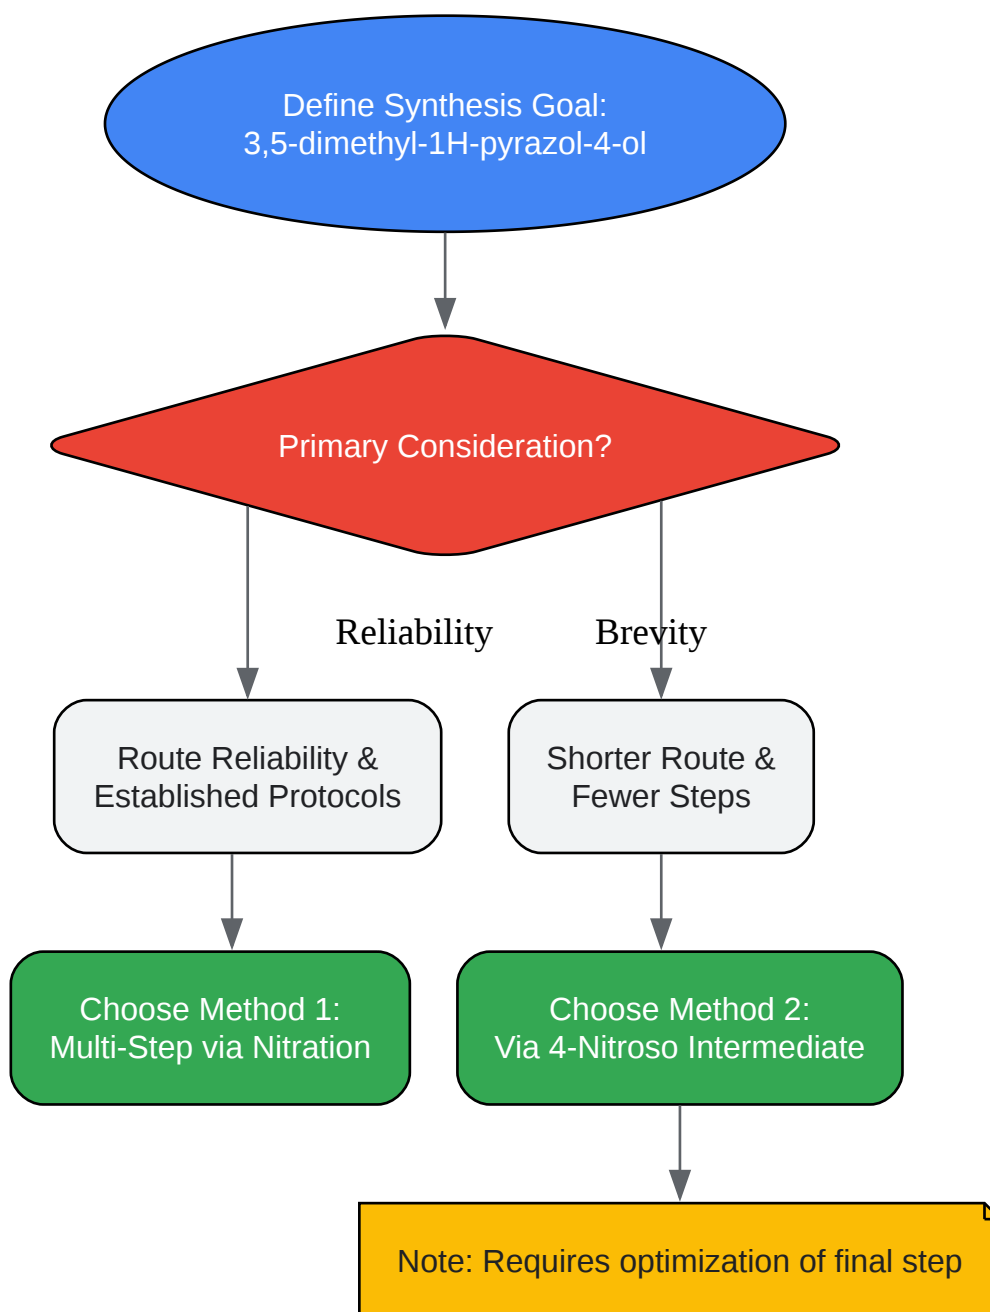 Define Synthesis Goal:
3,5-dimethyl-1H-pyrazol-4-ol
Primary Consideration?
Reliability
Brevity
Route Reliability &
Established Protocols
Shorter Route &
Fewer Steps
Choose Method 1:
Multi-Step via Nitration
Choose Method 2:
Via 4-Nitroso Intermediate
Note: Requires optimization of final step